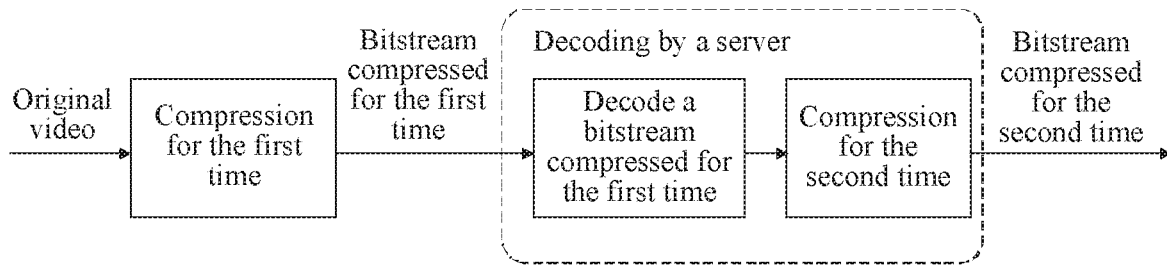 Original
video
Compression
for the first
time
Bitstream
compressed
for the first
time
Decoding by a server
Decode a
bitstream
compressed for
the first time
Compression
for the
second time
Bitstream
compressed
for the
second time